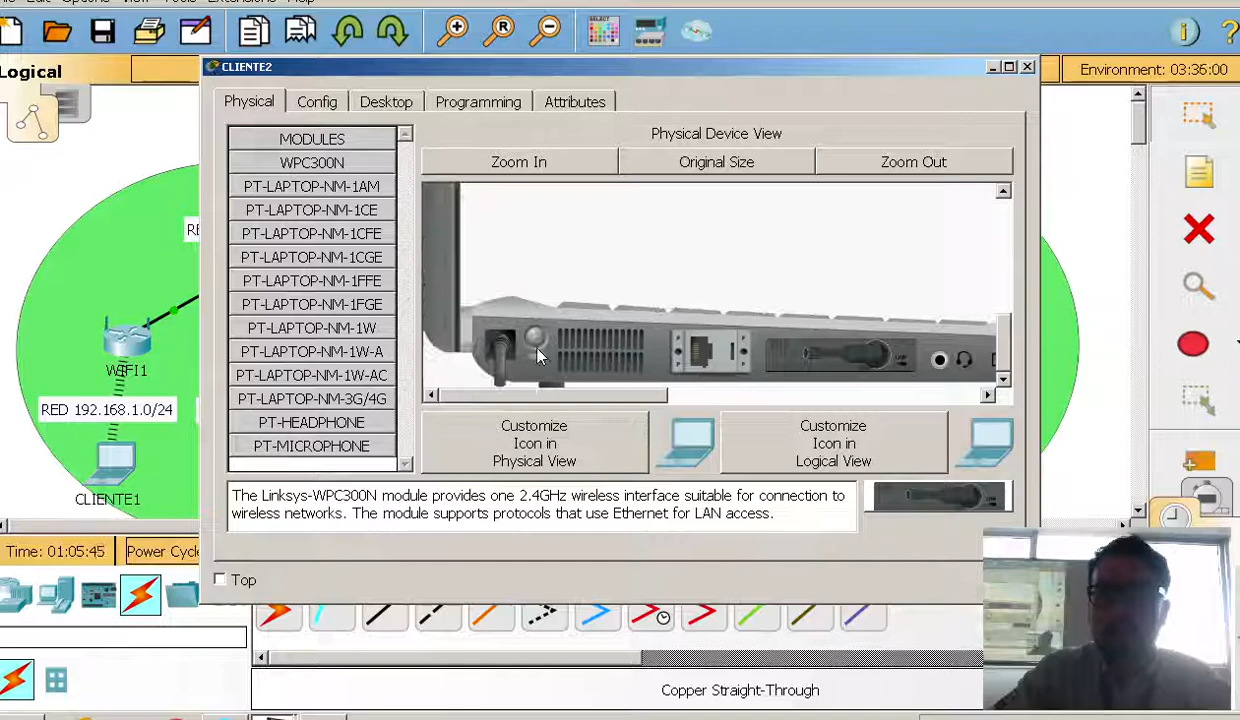 Logical
Environment: 03:36:00
CLIENTE2
Physical
Config
Desktop
Programming
Attributes
MODULES
WPC300N
PT-LAPTOP-NM-1AM
PT-LAPTOP-NM-1CE
PT-LAPTOP-NM-1CFE
PT-LAPTOP-NM-1CGE
PT-LAPTOP-NM-1FFE
PT-LAPTOP-NM-1FGE
PT-LAPTOP-NM-1W
PT-LAPTOP-NM-1W-A
PT-LAPTOP-NM-1W-AC
PT-LAPTOP-NM-3G/4G
PT-HEADPHONE
PT-MICROPHONE
Physical Device View
Zoom In
Original Size
Zoom Out
Customize
Icon in
Physical View
Customize
Icon in
Logical View
The Linksys-WPC300N module provides one 2.4GHz wireless interface suitable for connection to
wireless networks. The module supports protocols that use Ethernet for LAN access.
Top
RE
WIFI1
RED 192.168.1.0/24
CLIENTE1
Time: 01:05:45
Power Cyc
SELECT
R
Copper Straight-Through